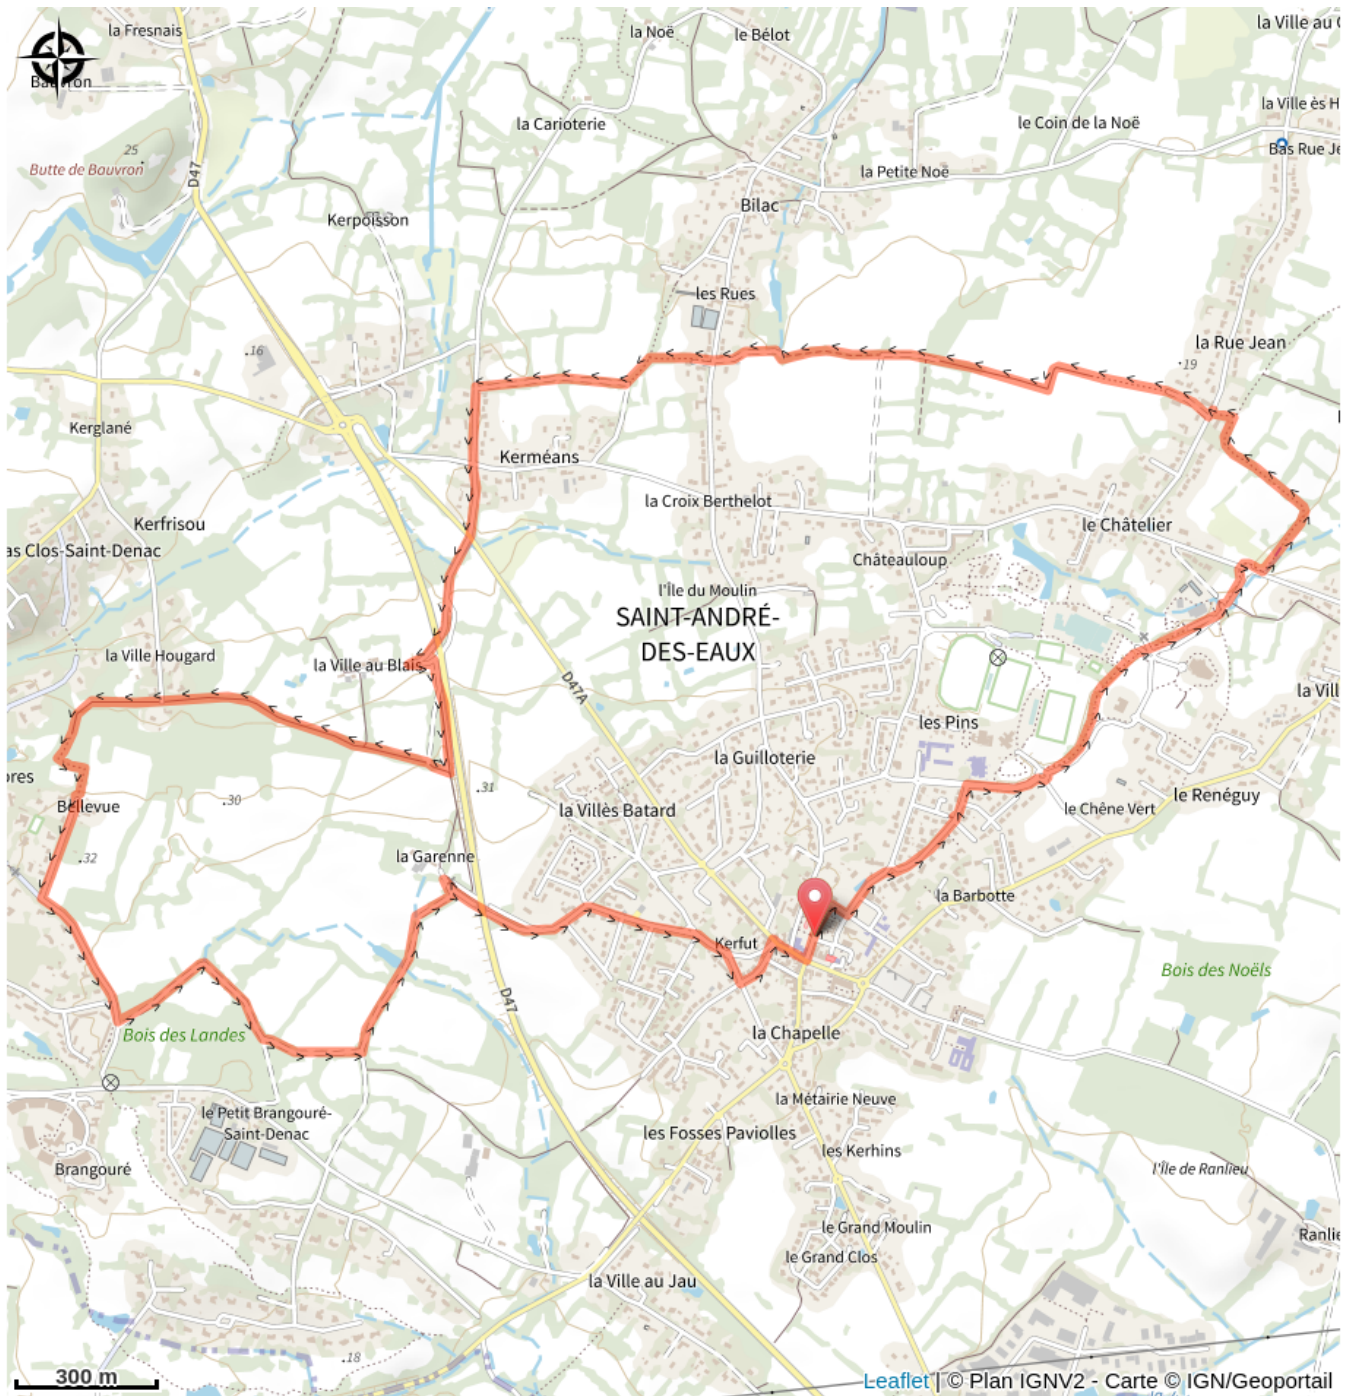 la Fresnais
la Noë
le Bélot
la Ville au
Bauvron
la Carioterie
le Coin de la Noë
la Ville ès H
Bas Rue Je
25
Butte de Bauvron
D47
la Petite Noë
Kerpoisson
Bilac
les Rues
la Rue Jean
16
19
Kerglané
Kerméans
la Croix Berthelot
Kerfrisou
le Châtelier
as Clos-Saint-Denac
Châteauloup
l'Île du Moulin
SAINT-ANDRÉ-
DES-EAUX
la Ville Hougard
la Ville au Blais
D47A
la Vill
les Pins
la Guilloterie
ores
31
30
Bellevue
la Villès Batard
le Chêne Vert
le Renéguy
32
la Garenne
la Barbotte
Kerfut
Bois des Noëls
D47
Bois des Landes
la Chapelle
le Petit Brangouré-
Saint-Denac
la Métairie Neuve
les Fosses Paviolles
les Kerhins
Brangouré
l'Île de Ranlieu
le Grand Moulin
Ranlie
le Grand Clos
la Ville au Jau
18
300 m
Leaflet | © Plan IGNV2 - Carte © IGN/Geoportail